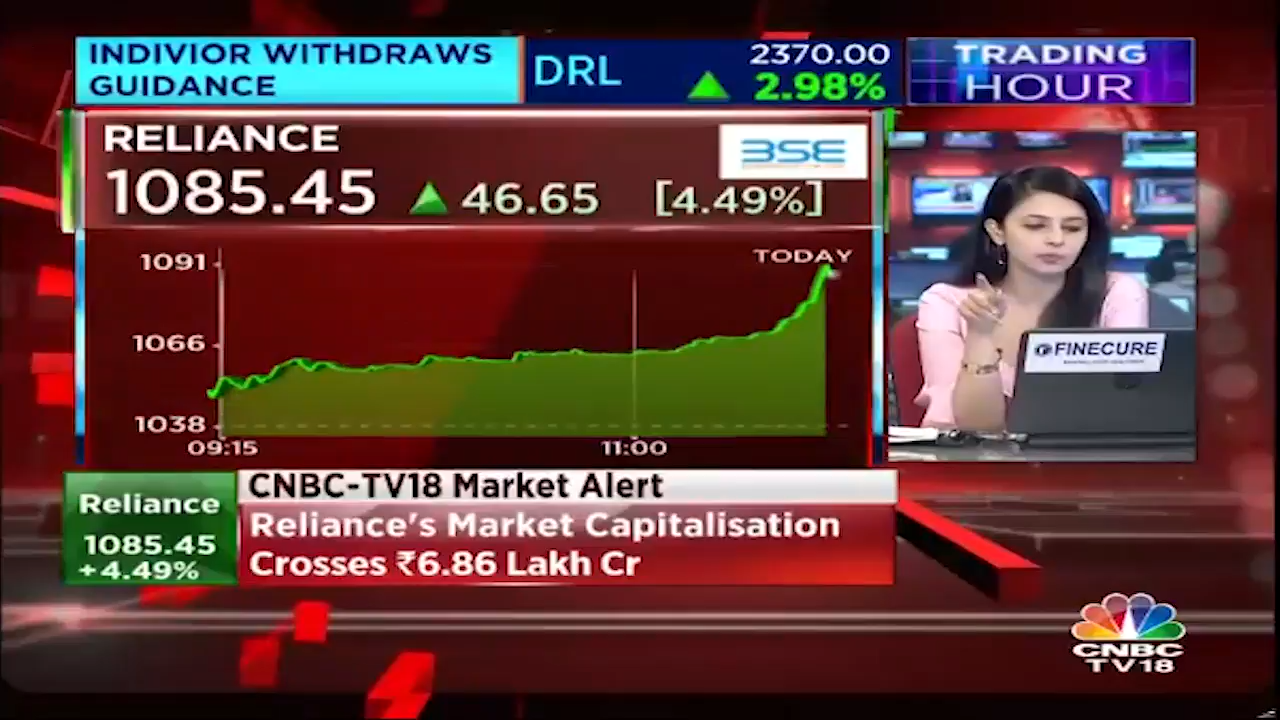 INDIVIOR WITHDRAWS
GUIDANCE
DRL
2370.00
2.98%
TRADING
HOUR
RELIANCE
1085.45 46.65 [4.49%]
BSE
TODAY
1091
1066
1038
09:15
11:00
FINECURE
Reliance
1085.45
+4.49%
CNBC-TV18 Market Alert
Reliance's Market Capitalisation
Crosses ₹6.86 Lakh Cr
CNBC
TV18